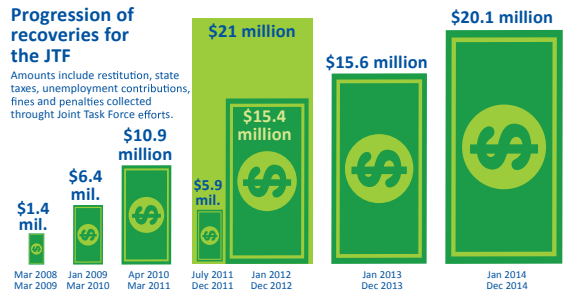 Progression of
recoveries for
the JTF
Amounts include restitution, state
taxes, unemployment contributions,
fines and penalties collected
throught Joint Task Force efforts.
$1.4
mil.
$6.4
mil.
$10.9
million
$21 million
$5.9
mil.
$15.4
million
$15.6 million
$20.1 million
$
$
$
$
$
$
$
Mar 2008
Mar 2009
Jan 2009
Mar 2010
Apr 2010
Mar 2011
July 2011
Dec 2011
Jan 2012
Dec 2012
Jan 2013
Dec 2013
Jan 2014
Dec 2014